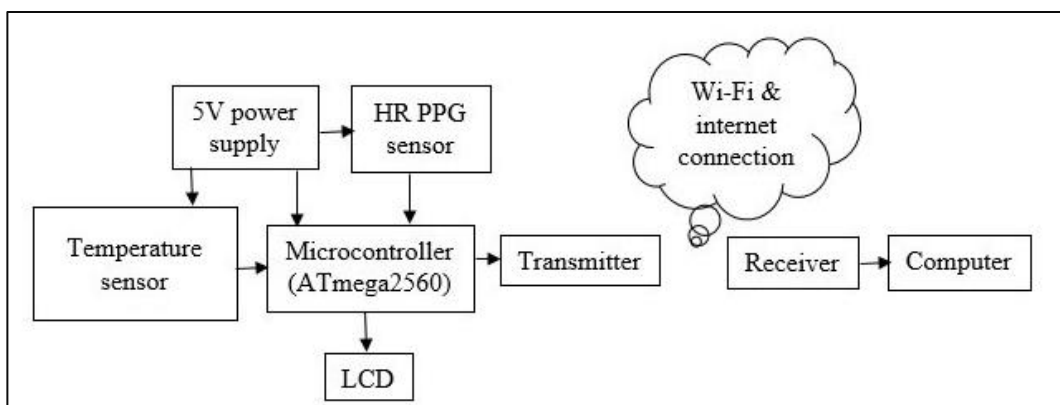 5V power
supply
HR PPG
sensor
Wi-Fi &
internet
connection
Temperature
sensor
Microcontroller
(ATmega2560)
Transmitter
Receiver
Computer
LCD